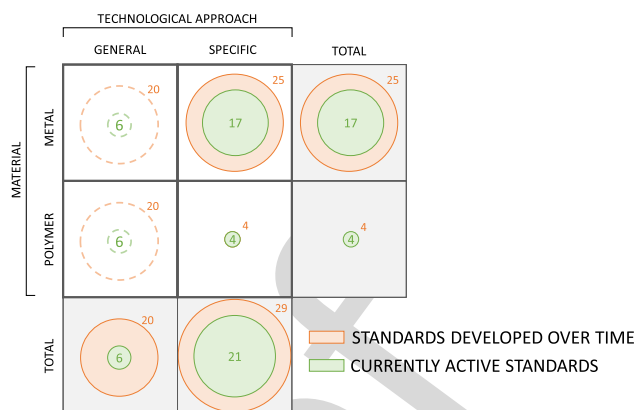 TECHNOLOGICAL APPROACH
GENERAL SPECIFIC TOTAL
MATERIAL
METAL
20
6
25
17
25
17
POLYMER
20
6
4
4
4
4
TOTAL
20
6
29
21
STANDARDS DEVELOPED OVER TIME
CURRENTLY ACTIVE STANDARDS